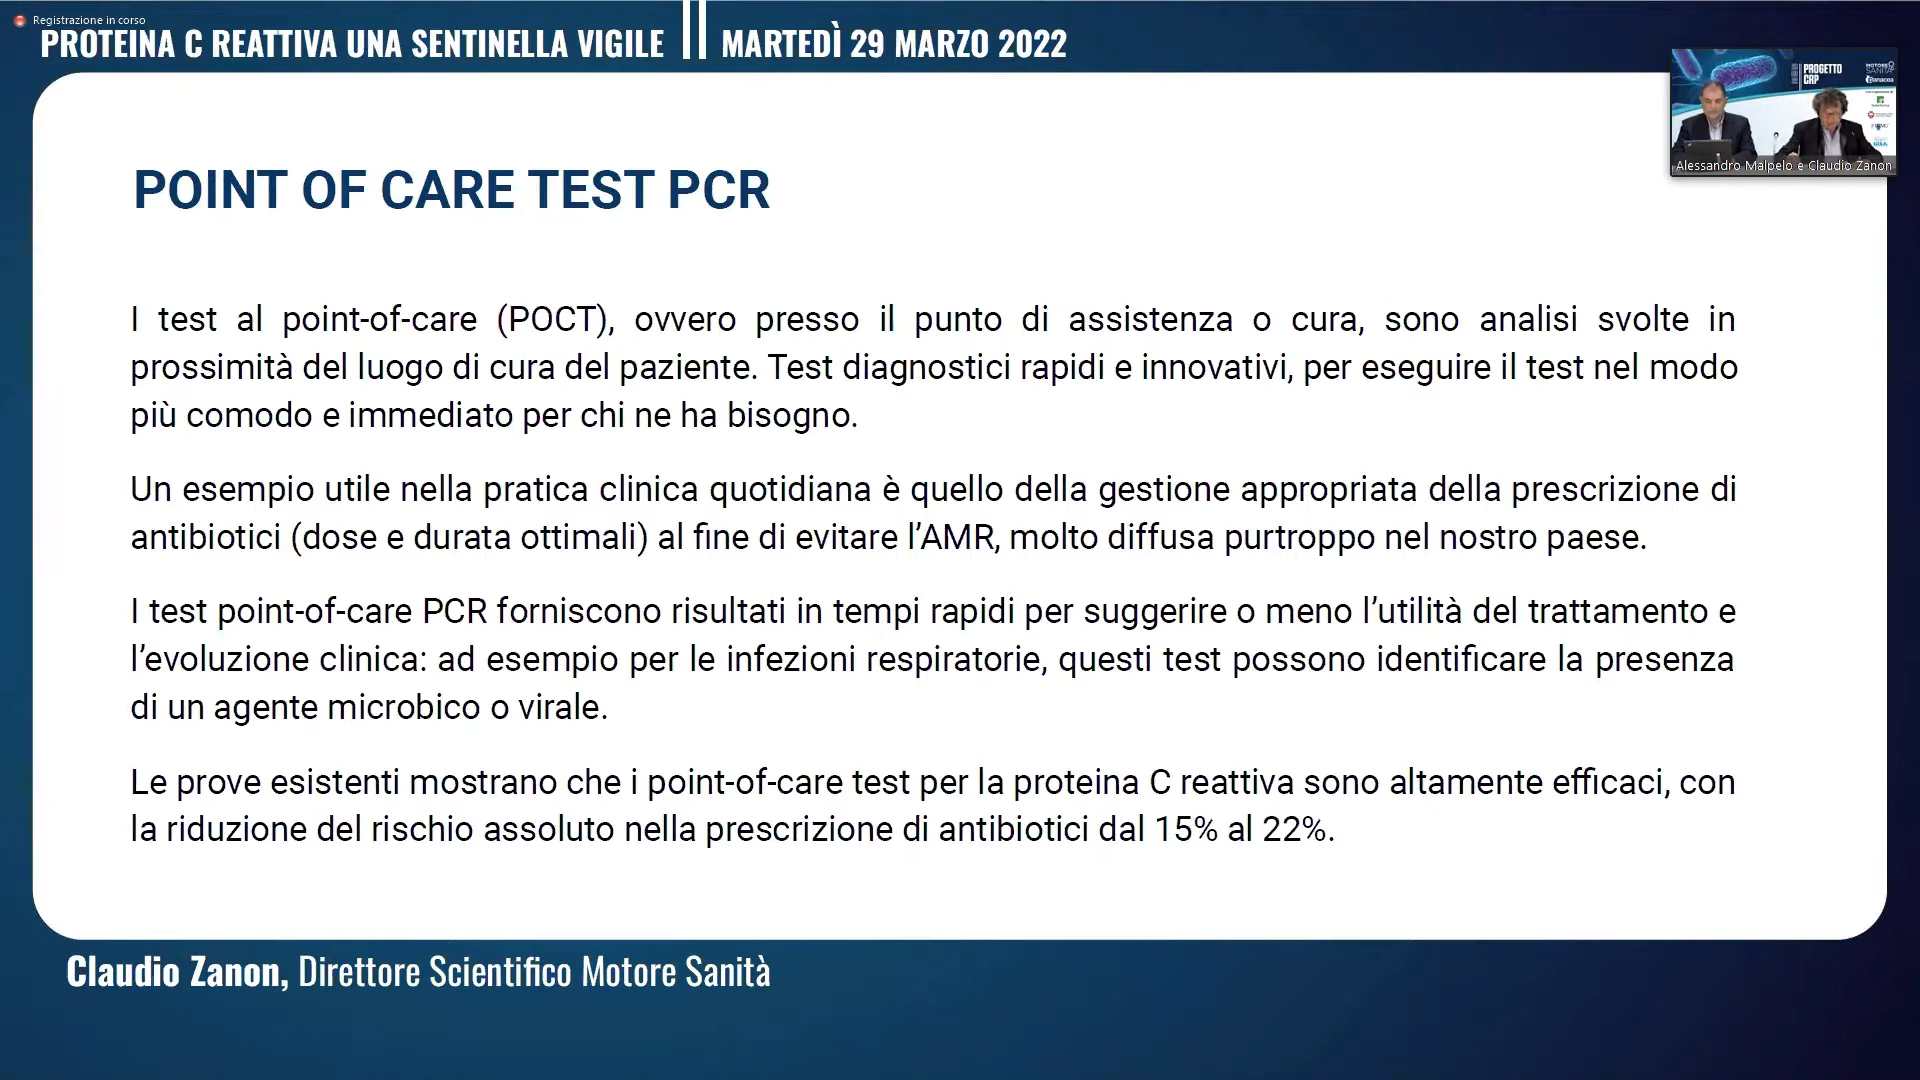 Registrazione in corso
PROTEINA C REATTIVA UNA SENTINELLA VIGILE || MARTEDÌ 29 MARZO 2022
PROGETTO
CRP
MOTORE
SANITÀ
Panacea
Alessandro Malpelo e Claudio Zanon
POINT OF CARE TEST PCR
I test al point-of-care (POCT), ovvero presso il punto di assistenza o cura, sono analisi svolte in
prossimità del luogo di cura del paziente. Test diagnostici rapidi e innovativi, per eseguire il test nel modo
più comodo e immediato per chi ne ha bisogno.
Un esempio utile nella pratica clinica quotidiana è quello della gestione appropriata della prescrizione di
antibiotici (dose e durata ottimali) al fine di evitare l’AMR, molto diffusa purtroppo nel nostro paese.
I test point-of-care PCR forniscono risultati in tempi rapidi per suggerire o meno l’utilità del trattamento e
l’evoluzione clinica: ad esempio per le infezioni respiratorie, questi test possono identificare la presenza
di un agente microbico o virale.
Le prove esistenti mostrano che i point-of-care test per la proteina C reattiva sono altamente efficaci, con
la riduzione del rischio assoluto nella prescrizione di antibiotici dal 15% al 22%.
Claudio Zanon, Direttore Scientifico Motore Sanità